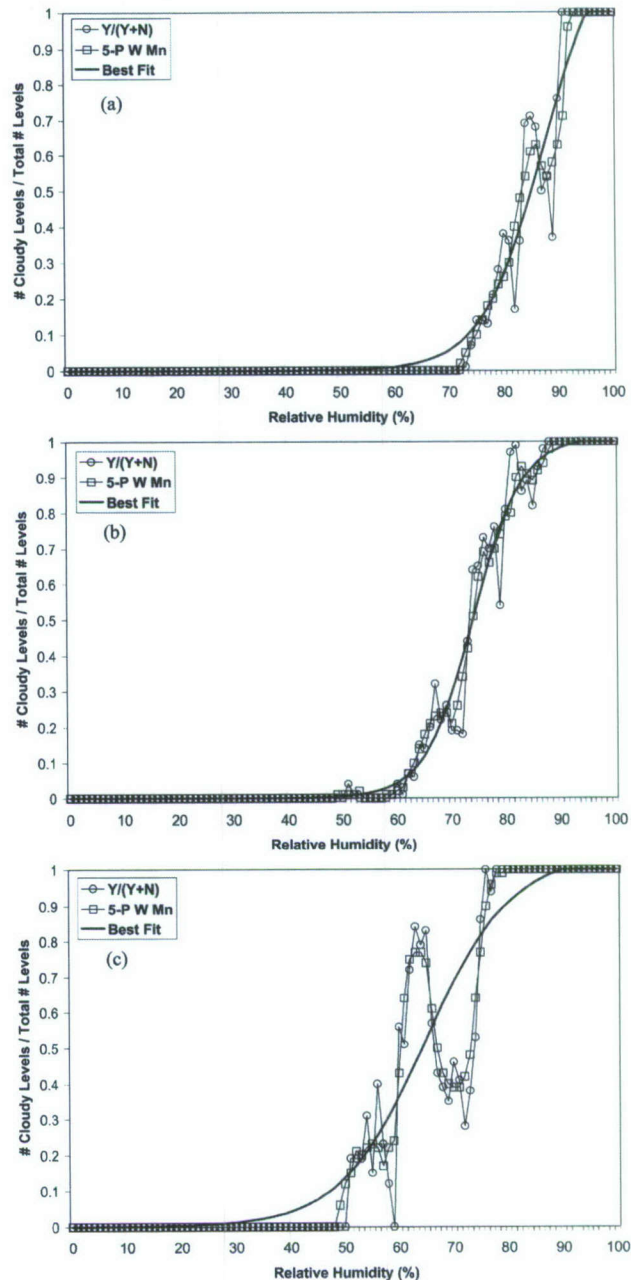 1
0.9
0.8
0.7
0.6
0.5
0.4
0.3
0.2
0.1
0
# Cloudy Levels / Total # Levels
Y/(Y+N)
5-P W Mn
Best Fit
(a)
0 10 20 30 40 50 60 70 80 90 100
Relative Humidity (%)
1
0.9
0.8
0.7
0.6
0.5
0.4
0.3
0.2
0.1
0
# Cloudy Levels / Total # Levels
Y/(Y+N)
5-P W Mn
Best Fit
(b)
0 10 20 30 40 50 60 70 80 90 100
Relative Humidity (%)
1
0.9
0.8
0.7
0.6
0.5
0.4
0.3
0.2
0.1
0
# Cloudy Levels / Total # Levels
Y/(Y+N)
5-P W Mn
Best Fit
(c)
0 10 20 30 40 50 60 70 80 90 100
Relative Humidity (%)